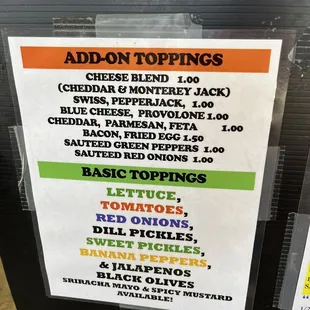 ADD-ON TOPPINGS
CHEESE BLEND 1.00
(CHEDDAR & MONTEREY JACK)
SWISS, PEPPERJACK, 1.00
BLUE CHEESE, PROVOLONE 1.00
CHEDDAR, PARMESAN, FETA 1.00
BACON, FRIED EGG 1.50
SAUTEED GREEN PEPPERS 1.00
SAUTEED RED ONIONS 1.00
BASIC TOPPINGS
LETTUCE,
TOMATOES,
RED ONIONS,
DILL PICKLES,
SWEET PICKLES,
BANANA PEPPERS,
& JALAPENOS
BLACK OLIVES
SRIRACHA MAYO & SPICY MUSTARD
AVAILABLE!